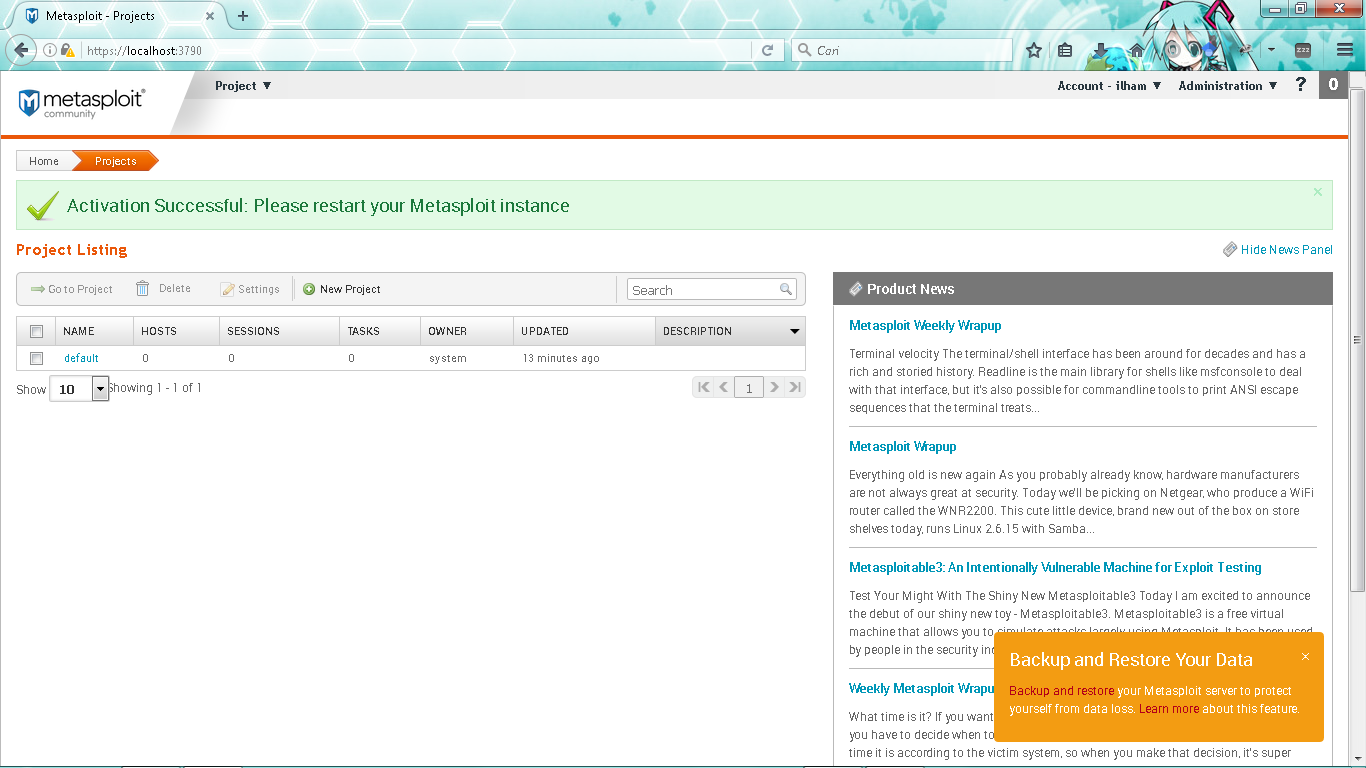 Metasploit - Projects
https://localhost:3790
Cari
zzz
metasploit®
community
Project ▼
Account - ilham ▼
Administration ▼
?
0
Home
Projects
Activation Successful: Please restart your Metasploit instance
Project Listing
Hide News Panel
Go to Project
Delete
Settings
New Project
Search
NAME HOSTS SESSIONS TASKS OWNER UPDATED DESCRIPTION
default 0 0 0 system 13 minutes ago
Show 10 Showing 1 - 1 of 1
1
Product News
Metasploit Weekly Wrapup
Terminal velocity The terminal/shell interface has been around for decades and has a
rich and storied history. Readline is the main library for shells like msfconsole to deal
with that interface, but it's also possible for commandline tools to print ANSI escape
sequences that the terminal treats...
Metasploit Wrapup
Everything old is new again As you probably already know, hardware manufacturers
are not always great at security. Today we'll be picking on Netgear, who produce a WiFi
router called the WNR2200. This cute little device, brand new out of the box on store
shelves today, runs Linux 2.6.15 with Samba...
Metasploitable3: An Intentionally Vulnerable Machine for Exploit Testing
Test Your Might With The Shiny New Metasploitable3 Today I am excited to announce
the debut of our shiny new toy - Metasploitable3. Metasploitable3 is a free virtual
machine that allows you to simulate attacks largely using Metasploit. It has been used
by people in the security
Weekly Metasploit Wrapu
What time is it? If you want
you have to decide when to
time it is according to the victim system, so when you make that decision, it's super
Backup and Restore Your Data
Backup and restore your Metasploit server to protect
yourself from data loss. Learn more about this feature.